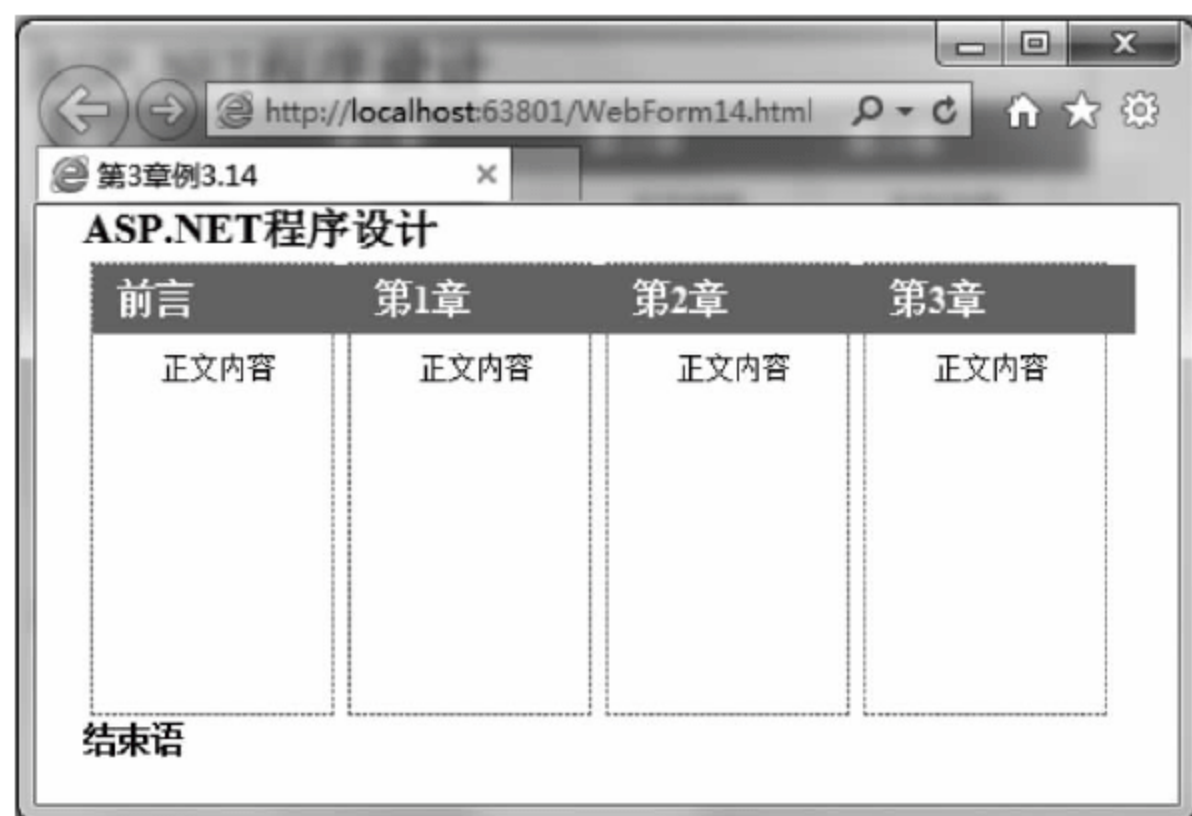 http://localhost:63801/WebForm14.html
第3章例3.14
ASP.NET程序设计
前言 第1章 第2章 第3章
正文内容 正文内容 正文内容 正文内容
结束语